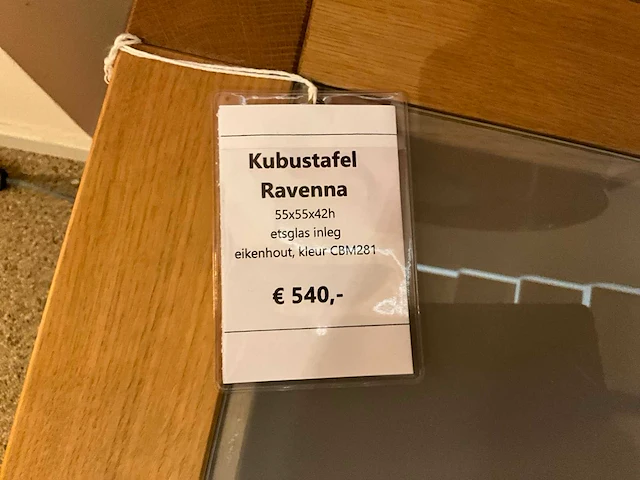 Kubustafel
Ravenna
55x55x42h
etsglas inleg
eikenhout, kleur CBM281
€ 540,-